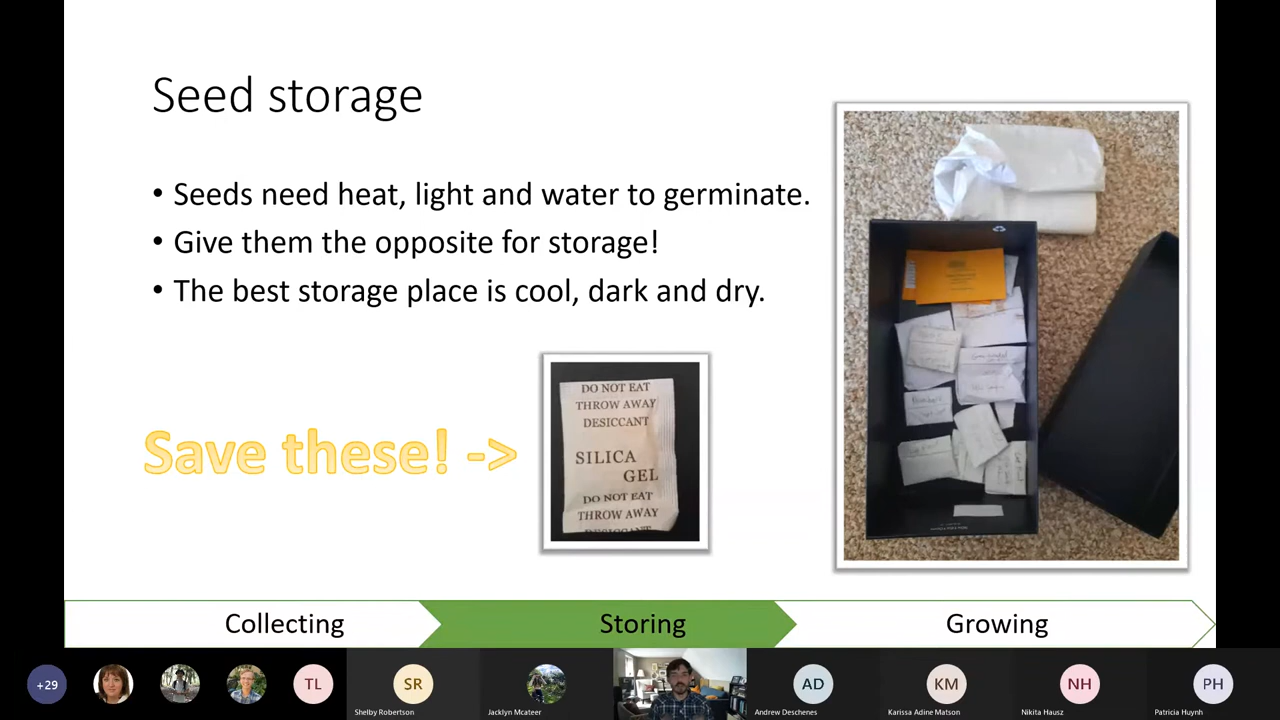 Seed storage
• Seeds need heat, light and water to germinate.
• Give them the opposite for storage!
• The best storage place is cool, dark and dry.
Save these! ->
DO NOT EAT
THROW AWAY
DESICCANT
SILICA
GEL
DO NOT EAT
THROW AWAY
DESICCANT
Collecting
Storing
Growing
+29
TL
SR
Shelby Robertson
Jacklyn Mcateer
AD
Andrew Deschenes
KM
Karissa Adine Matson
NH
Nikita Hausz
PH
Patricia Huynh